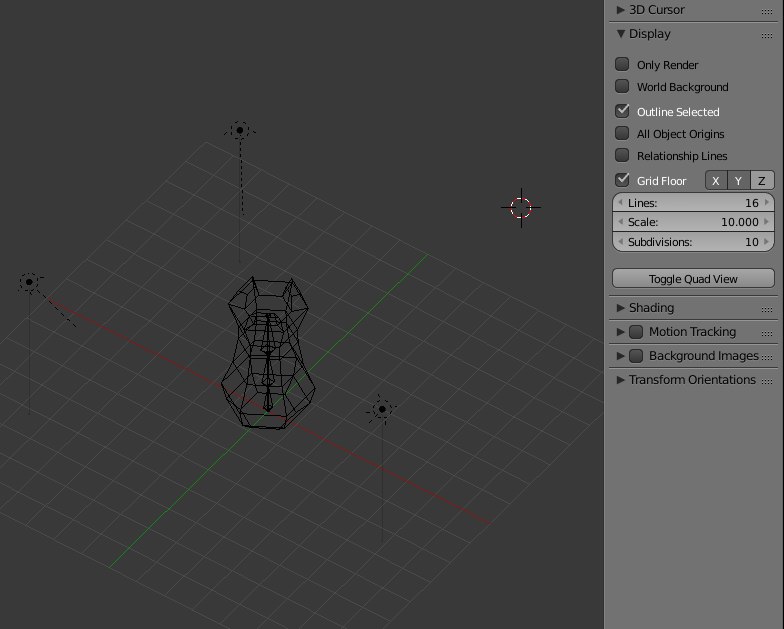 3D Cursor
Display
Only Render
World Background
Outline Selected
All Object Origins
Relationship Lines
Grid Floor X Y Z
Lines: 16
Scale: 10.000
Subdivisions: 10
Toggle Quad View
Shading
Motion Tracking
Background Images
Transform Orientations